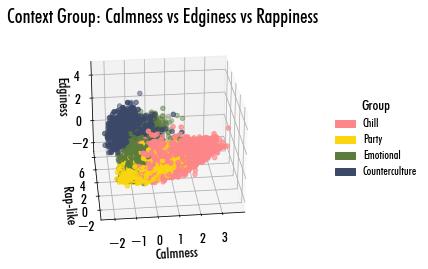 Context Group: Calmness vs Edginess vs Rappiness
Edginess
4
2
0
−2
Group
Chill
Party
Emotional
Counterculture
Rap-like
6
4
2
0
−2
−2 −1 0 1 2 3
Calmness